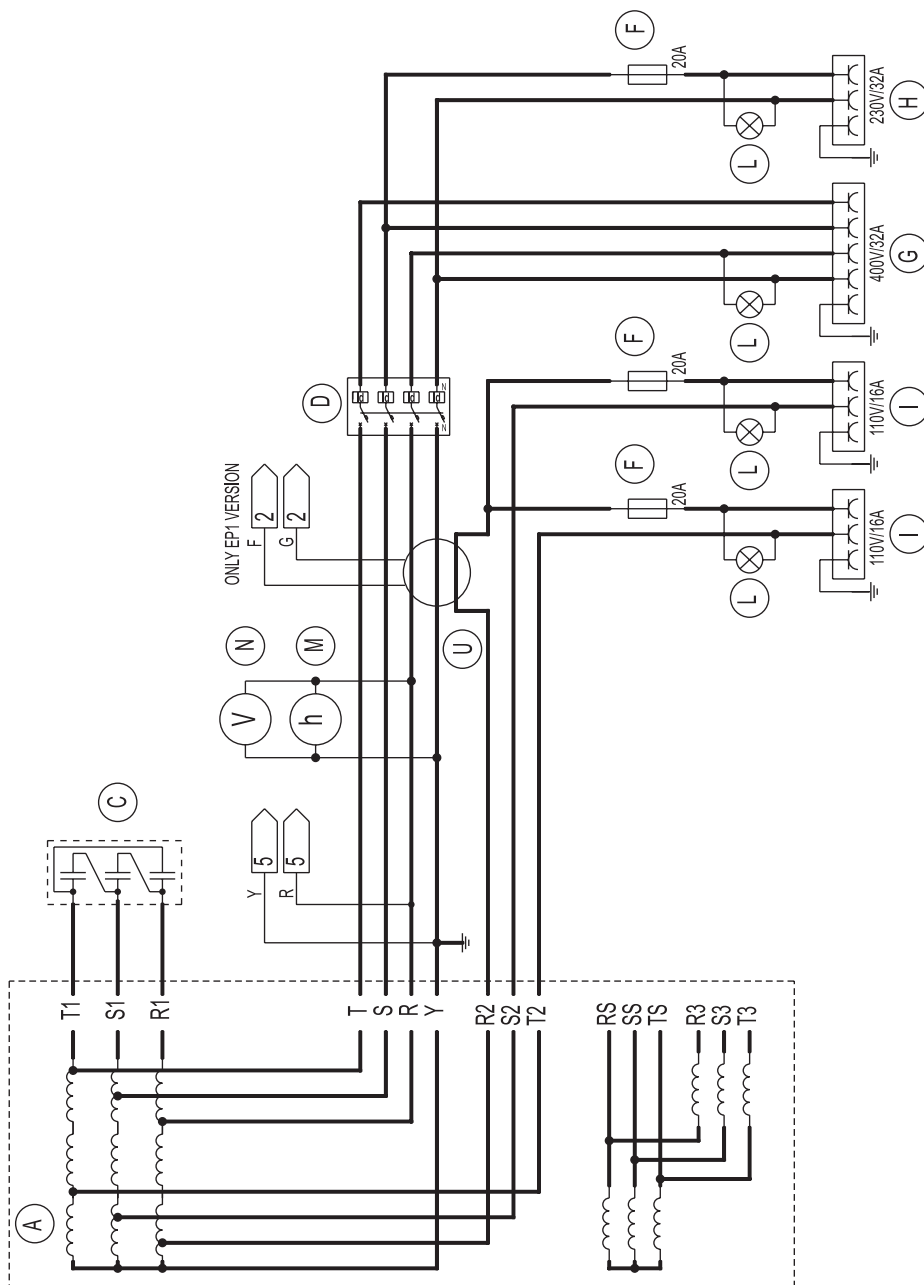 A
T1
S1
R1
C
T
S
R
Y
R2
S2
T2
RS
SS
TS
R3
S3
T3
Y
5
R
5
V
N
h
M
U
ONLY EP1 VERSION
F
2
G
2
D
N
N
F
20A
L
110V/16A
I
F
20A
L
110V/16A
I
L
400V/32A
G
F
20A
L
230V/32A
H